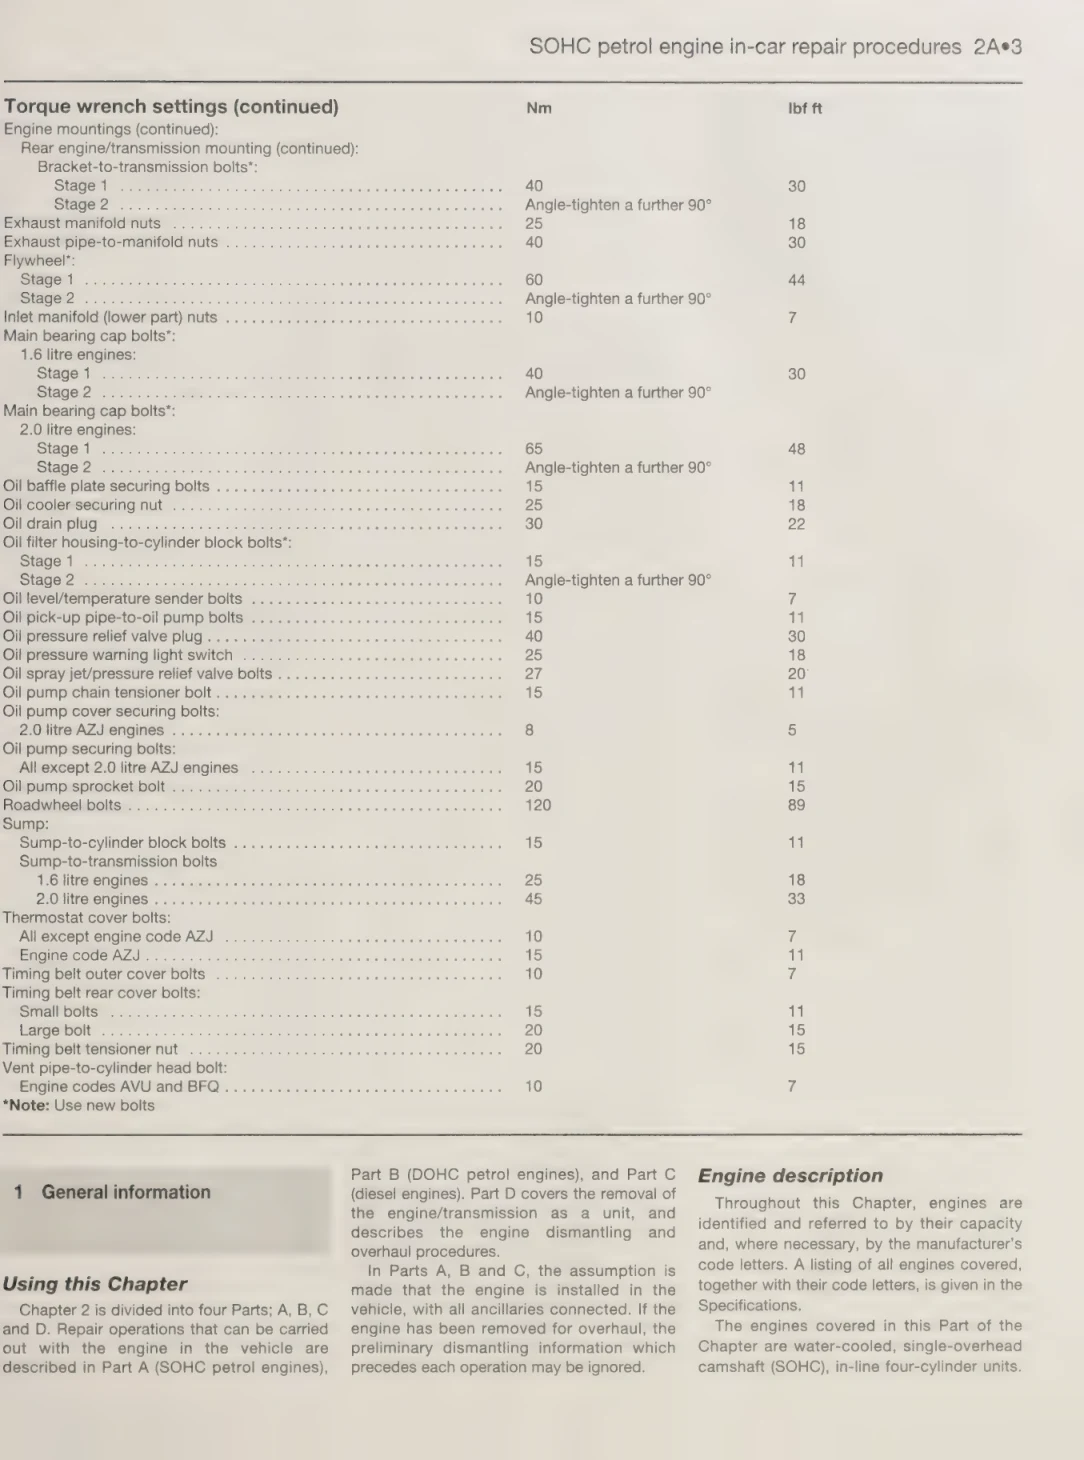 SOHC petrol engine in-car repair procedures 2A•3
Torque wrench settings (continued) Nm lbf ft
Engine mountings (continued):
Rear engine/transmission mounting (continued):
Bracket-to-transmission bolts*:
Stage 1 40 30
Stage 2 Angle-tighten a further 90°
Exhaust manifold nuts 25 18
Exhaust pipe-to-manifold nuts 40 30
Flywheel*:
Stage 1 60 44
Stage 2 Angle-tighten a further 90°
Inlet manifold (lower part) nuts 10 7
Main bearing cap bolts*:
1.6 litre engines:
Stage 1 40 30
Stage 2 Angle-tighten a further 90°
Main bearing cap bolts*:
2.0 litre engines:
Stage 1 65 48
Stage 2 Angle-tighten a further 90°
Oil baffle plate securing bolts 15 11
Oil cooler securing nut 25 18
Oil drain plug 30 22
Oil filter housing-to-cylinder block bolts*:
Stage 1 15 11
Stage 2 Angle-tighten a further 90°
Oil level/temperature sender bolts 10 7
Oil pick-up pipe-to-oil pump bolts 15 11
Oil pressure relief valve plug 40 30
Oil pressure warning light switch 25 18
Oil spray jet/pressure relief valve bolts 27 20
Oil pump chain tensioner bolt 15 11
Oil pump cover securing bolts:
2.0 litre AZJ engines 8 5
Oil pump securing bolts:
All except 2.0 litre AZJ engines 15 11
Oil pump sprocket bolt 20 15
Roadwheel bolts 120 89
Sump:
Sump-to-cylinder block bolts 15 11
Sump-to-transmission bolts
1.6 litre engines 25 18
2.0 litre engines 45 33
Thermostat cover bolts:
All except engine code AZJ 10 7
Engine code AZJ 15 11
Timing belt outer cover bolts 10 7
Timing belt rear cover bolts:
Small bolts 15 11
Large bolt 20 15
Timing belt tensioner nut 20 15
Vent pipe-to-cylinder head bolt:
Engine codes AVU and BFQ 10 7
*Note: Use new bolts
1 General information
Using this Chapter
Chapter 2 is divided into four Parts; A, B, C
and D. Repair operations that can be carried
out with the engine in the vehicle are
described in Part A (SOHC petrol engines),
Part B (DOHC petrol engines), and Part C
(diesel engines). Part D covers the removal of
the engine/transmission as a unit, and
describes the engine dismantling and
overhaul procedures.
In Parts A, B and C, the assumption is
made that the engine is installed in the
vehicle, with all ancillaries connected. If the
engine has been removed for overhaul, the
preliminary dismantling information which
precedes each operation may be ignored.
Engine description
Throughout this Chapter, engines are
identified and referred to by their capacity
and, where necessary, by the manufacturer's
code letters. A listing of all engines covered,
together with their code letters, is given in the
Specifications.
The engines covered in this Part of the
Chapter are water-cooled, single-overhead
camshaft (SOHC), in-line four-cylinder units.